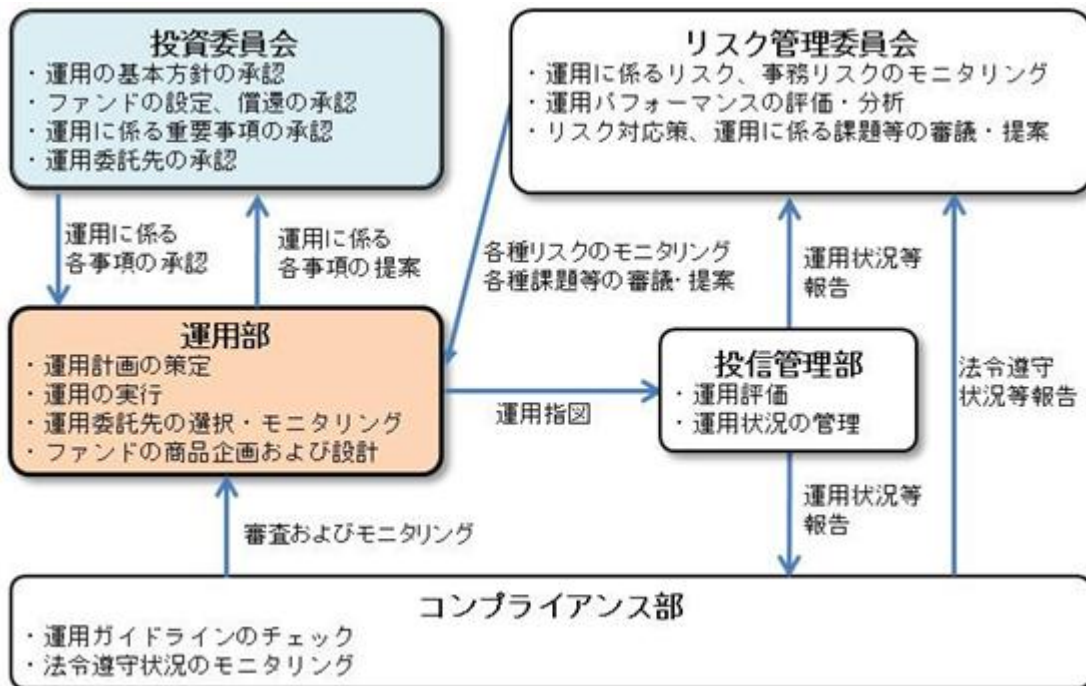 投資委員会
・運用の基本方針の承認
・ファンドの設定、償還の承認
・運用に係る重要事項の承認
・運用委託先の承認
リスク管理委員会
・運用に係るリスク、事務リスクのモニタリング
・運用パフォーマンスの評価・分析
・リスク対応策、運用に係る課題等の審議・提案
運用に係る
各事項の承認
運用に係る
各事項の提案
各種リスクのモニタリング
各種課題等の審議・提案
運用状況等
報告
法令遵守
状況等報告
運用部
・運用計画の策定
・運用の実行
・運用委託先の選択・モニタリング
・ファンドの商品企画および設計
運用指図
投信管理部
・運用評価
・運用状況の管理
運用状況等
報告
審査およびモニタリング
コンプライアンス部
・運用ガイドラインのチェック
・法令遵守状況のモニタリング